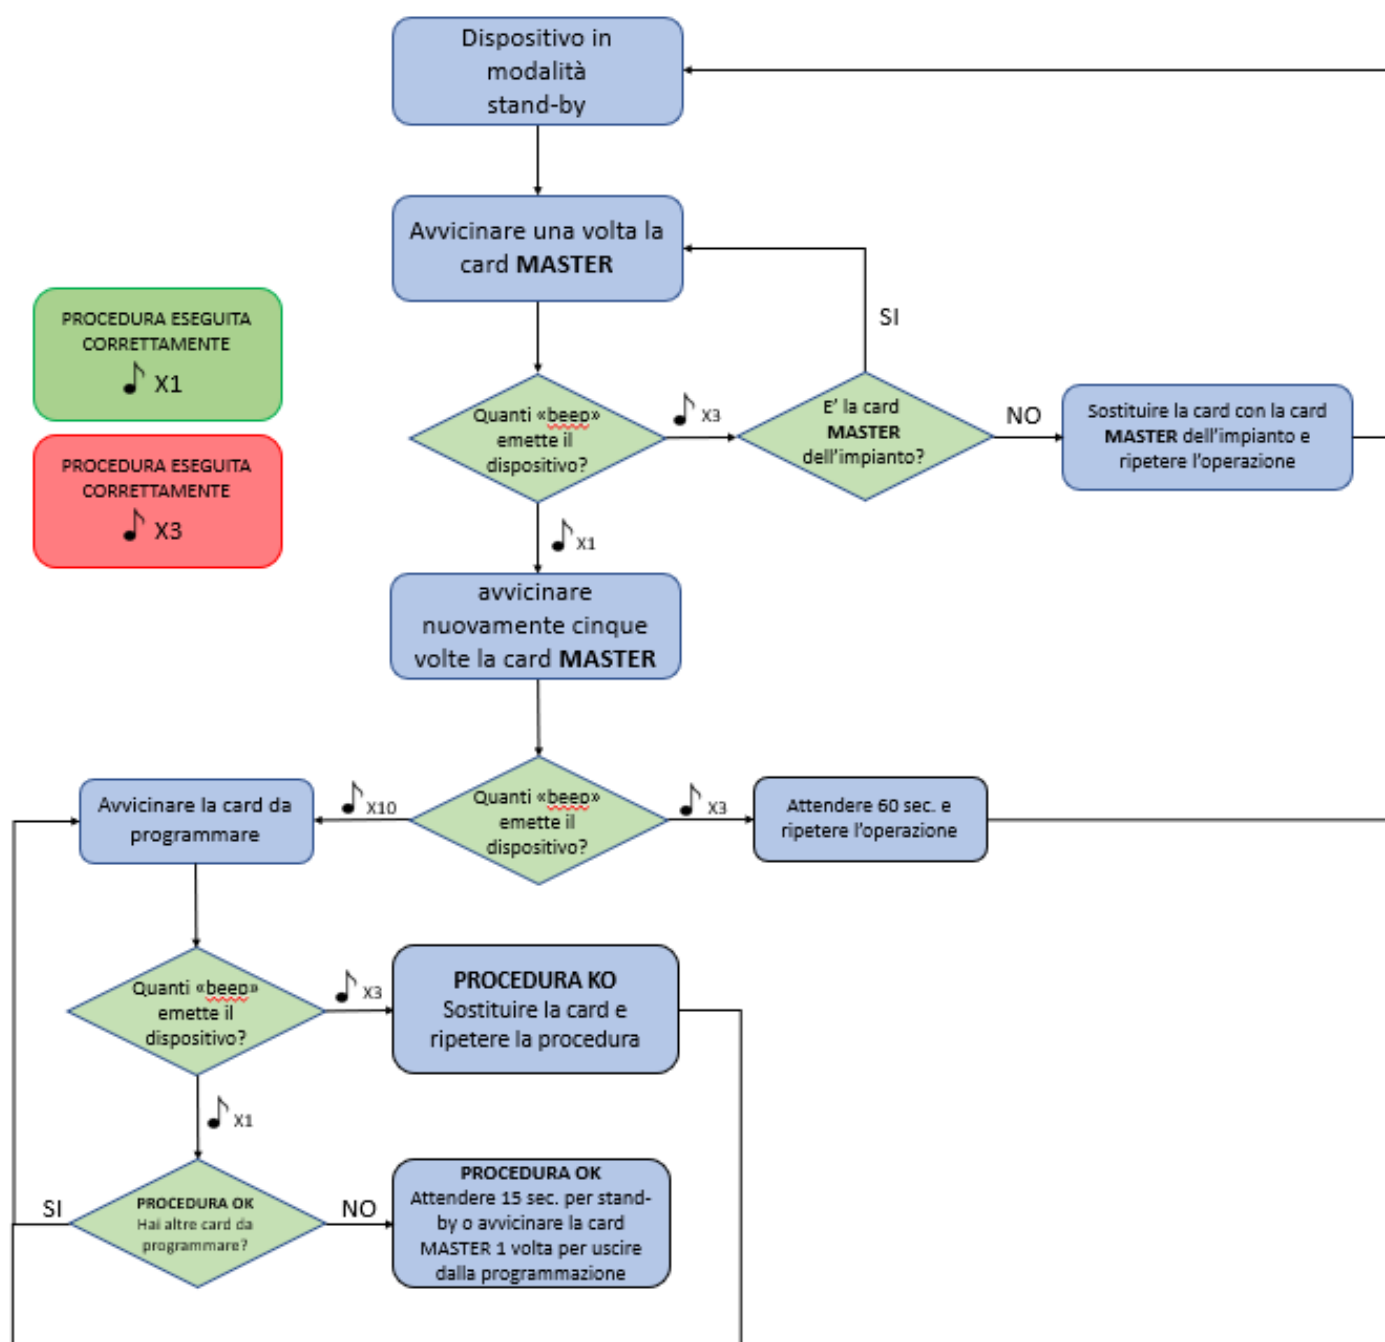 Dispositivo in
modalità
stand-by
Avvicinare una volta la
card MASTER
SI
PROCEDURA ESEGUITA
CORRETTAMENTE
X1
Quanti «beep»
emette il
dispositivo?
X3
E' la card
MASTER
dell'impianto?
NO
Sostituire la card con la card
MASTER dell'impianto e
ripetere l'operazione
PROCEDURA ESEGUITA
CORRETTAMENTE
X3
X1
avvicinare
nuovamente cinque
volte la card MASTER
Avvicinare la card da
programmare
X10
Quanti «beep»
emette il
dispositivo?
X3
Attendere 60 sec. e
ripetere l'operazione
Quanti «beep»
emette il
dispositivo?
X3
PROCEDURA KO
Sostituire la card e
ripetere la procedura
X1
SI
PROCEDURA OK
Hai altre card da
programmare?
NO
PROCEDURA OK
Attendere 15 sec. per stand-
by o avvicinare la card
MASTER 1 volta per uscire
dalla programmazione